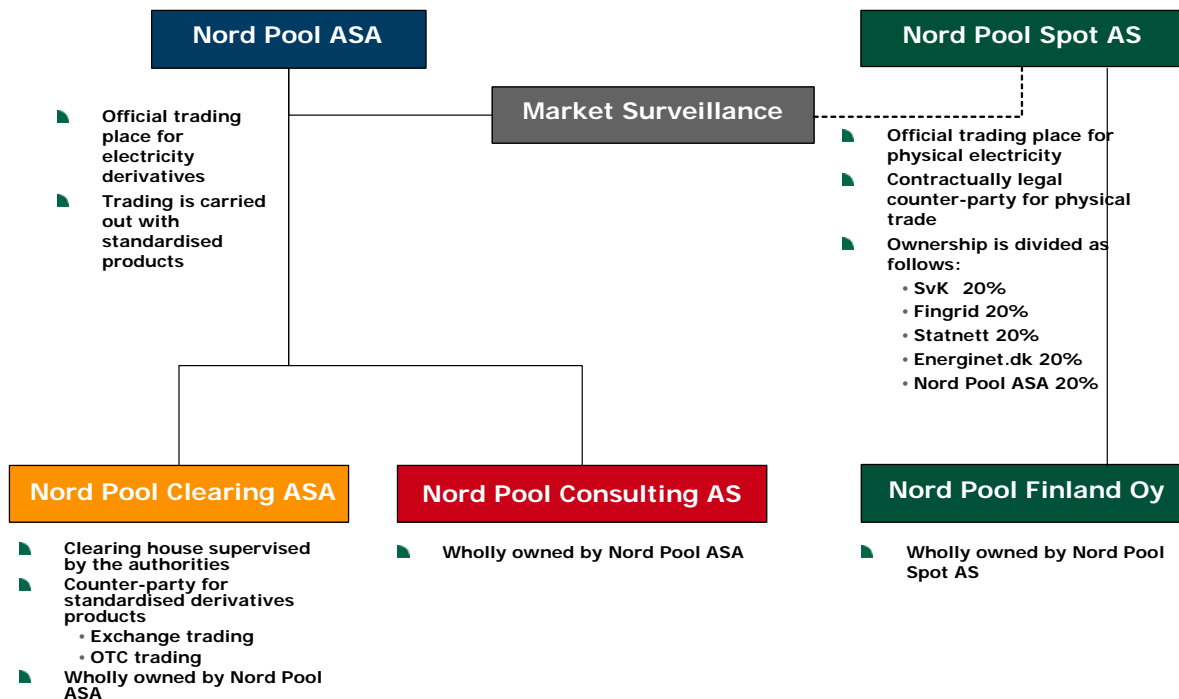 Nord Pool ASA
Nord Pool Spot AS
Market Surveillance
Official trading
place for
electricity
derivatives
Trading is carried
out with
standardised
products
Official trading place for
physical electricity
Contractually legal
counter-party for physical
trade
Ownership is divided as
follows:
• SvK 20%
• Fingrid 20%
• Statnett 20%
• Energinet.dk 20%
• Nord Pool ASA 20%
Nord Pool Clearing ASA
Nord Pool Consulting AS
Nord Pool Finland Oy
Clearing house supervised
by the authorities
Counter-party for
standardised derivatives
products
• Exchange trading
• OTC trading
Wholly owned by Nord Pool
ASA
Wholly owned by Nord Pool ASA
Wholly owned by Nord Pool
Spot AS